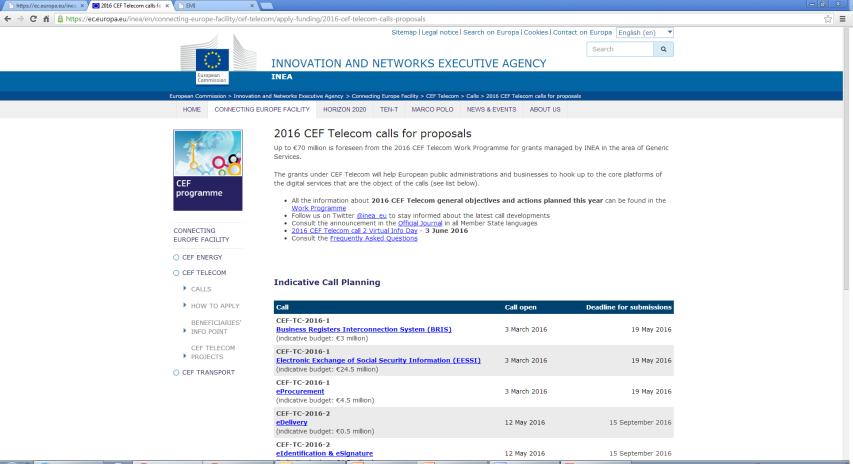 https://ec.europa.eu/inea
2016 CEF Telecom calls fo
EMI
https://ec.europa.eu/inea/en/connecting-europe-facility/cef-telecom/apply-funding/2016-cef-telecom-calls-proposals
Sitemap | Legal notice | Search on Europa | Cookies | Contact on Europa English (en)
Search
European
Commission
INNOVATION AND NETWORKS EXECUTIVE AGENCY
INEA
European Commission > Innovation and Networks Executive Agency > Connecting Europe Facility > CEF Telecom > Calls > 2016 CEF Telecom calls for proposals
HOME CONNECTING EUROPE FACILITY HORIZON 2020 TEN-T MARCO POLO NEWS & EVENTS ABOUT US
CEF
programme
CONNECTING
EUROPE FACILITY
CEF ENERGY
CEF TELECOM
CALLS
HOW TO APPLY
BENEFICIARIES'
INFO POINT
CEF TELECOM
PROJECTS
CEF TRANSPORT
2016 CEF Telecom calls for proposals
Up to €70 million is foreseen from the 2016 CEF Telecom Work Programme for grants managed by INEA in the area of Generic
Services.
The grants under CEF Telecom will help European public administrations and businesses to hook up to the core platforms of
the digital services that are the object of the calls (see list below).
All the information about 2016 CEF Telecom general objectives and actions planned this year can be found in the
Work Programme
Follow us on Twitter @inea_eu to stay informed about the latest call developments
Consult the announcement in the Official Journal in all Member State languages
2016 CEF Telecom call 2 Virtual Info Day - 3 June 2016
Consult the Frequently Asked Questions
Indicative Call Planning
Call Call open Deadline for submissions
CEF-TC-2016-1
Business Registers Interconnection System (BRIS) 3 March 2016 19 May 2016
(indicative budget: €3 million)
CEF-TC-2016-1
Electronic Exchange of Social Security Information (EESSI) 3 March 2016 19 May 2016
(indicative budget: €24.5 million)
CEF-TC-2016-1
eProcurement 3 March 2016 19 May 2016
(indicative budget: €4.5 million)
CEF-TC-2016-2
eDelivery 12 May 2016 15 September 2016
(indicative budget: €0.5 million)
CEF-TC-2016-2
eIdentification & eSignature 12 May 2016 15 September 2016